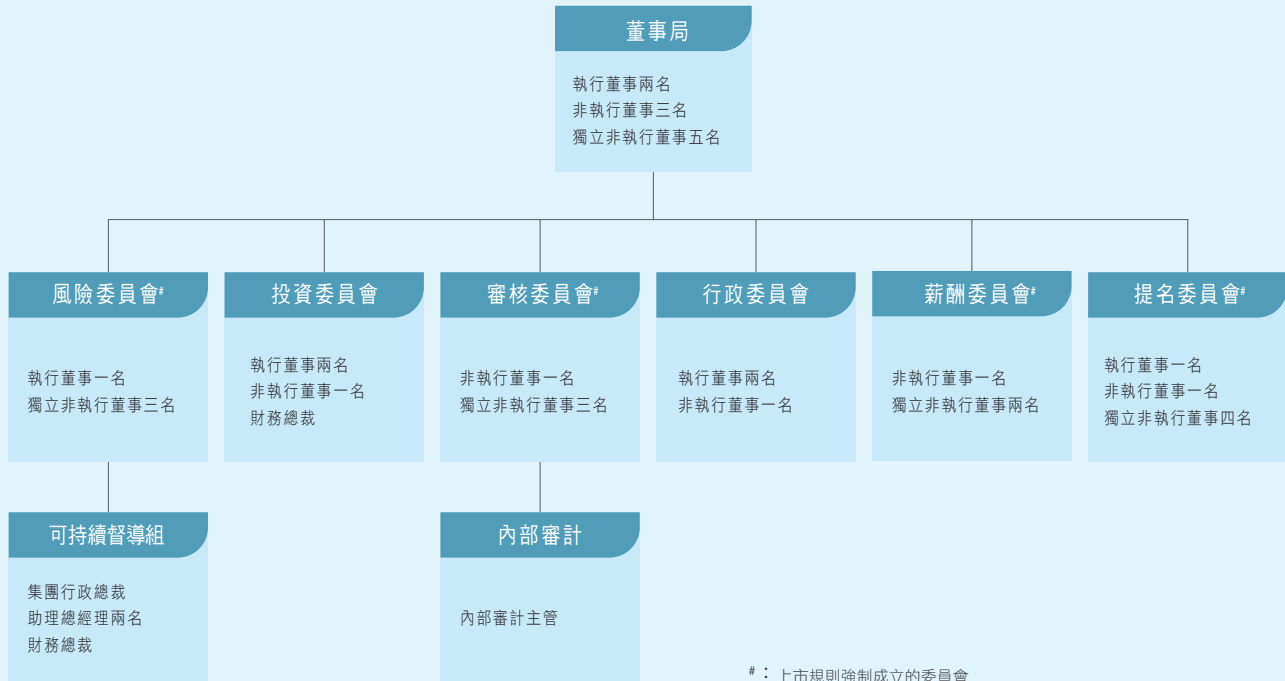 董事局
執行董事兩名
非執行董事三名
獨立非執行董事五名
風險委員會#
執行董事一名
獨立非執行董事三名
投資委員會
執行董事兩名
非執行董事一名
財務總裁
審核委員會#
非執行董事一名
獨立非執行董事三名
行政委員會
執行董事兩名
非執行董事一名
薪酬委員會#
非執行董事一名
獨立非執行董事兩名
提名委員會#
執行董事一名
非執行董事一名
獨立非執行董事四名
可持續督導組
集團行政總裁
助理總經理兩名
財務總裁
內部審計
內部審計主管
#：上市規則強制成立的委員會